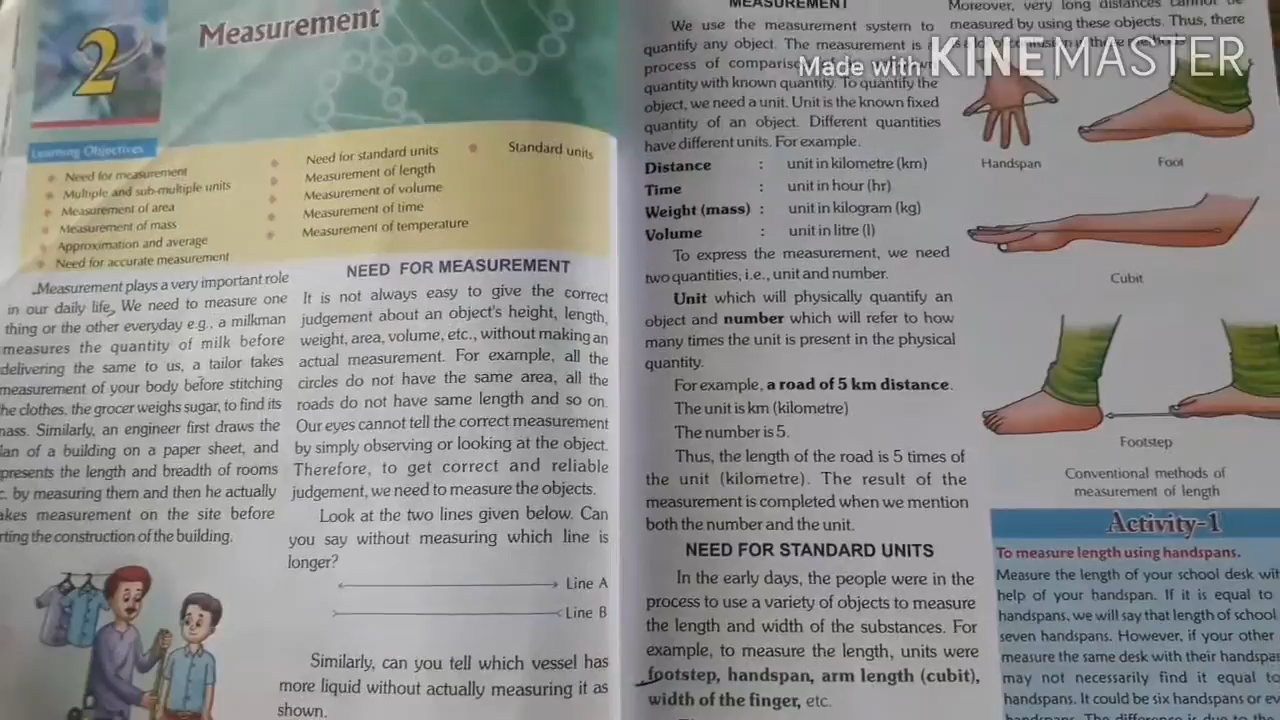 2
Measurement
Learning Objectives
Need for measurement
Multiple and sub-multiple units
Measurement of area
Measurement of mass
Approximation and average
Need for accurate measurement
Need for standard units
Measurement of length
Measurement of volume
Measurement of time
Measurement of temperature
Standard units
Measurement plays a very important role
in our daily life. We need to measure one
thing or the other everyday e.g., a milkman
measures the quantity of milk before
delivering the same to us, a tailor takes
measurement of your body before stitching
he clothes, the grocer weighs sugar, to find its
nass. Similarly, an engineer first draws the
lan of a building on a paper sheet, and
presents the length and breadth of rooms
c. by measuring them and then he actually
akes measurement on the site before
rting the construction of the building.
NEED FOR MEASUREMENT
It is not always easy to give the correct
judgement about an object's height, length,
weight, area, volume, etc., without making an
actual measurement. For example, all the
circles do not have the same area, all the
roads do not have same length and so on.
Our eyes cannot tell the correct measurement
by simply observing or looking at the object.
Therefore, to get correct and reliable
judgement, we need to measure the objects.
Look at the two lines given below. Can
you say without measuring which line is
longer?
Line A
Line B
Similarly, can you tell which vessel has
more liquid without actually measuring it as
shown.
MEASUREMENT
We use the measurement system to
quantify any object. The measurement is
process of comparis
quantity with known quantity. To quantify the
object, we need a unit. Unit is the known fixed
quantity of an object. Different quantities
have different units. For example.
Distance : unit in kilometre (km)
Time : unit in hour (hr)
Weight (mass) : unit in kilogram (kg)
Volume : unit in litre (l)
To express the measurement, we need
two quantities, i.e., unit and number.
Unit which will physically quantify an
object and number which will refer to how
many times the unit is present in the physical
quantity.
For example, a road of 5 km distance.
The unit is km (kilometre)
The number is 5.
Thus, the length of the road is 5 times of
the unit (kilometre). The result of the
measurement is completed when we mention
both the number and the unit.
NEED FOR STANDARD UNITS
In the early days, the people were in the
process to use a variety of objects to measure
the length and width of the substances. For
example, to measure the length, units were
footstep, handspan, arm length (cubit),
width of the finger, etc.
Moreover, very long distances cannot be
measured by using these objects. Thus, there
Made with KINEMASTER
Handspan
Foot
Cubit
Footstep
Conventional methods of
measurement of length
Activity-1
To measure length using handspans.
Measure the length of your school desk wit
help of your handspan. If it is equal to
handspans, we will say that length of school
seven handspans. However, if your other
measure the same desk with their handspa
may not necessarily find it equal to
handspans. It could be six handspans or ev
handspans. The difference is due to the